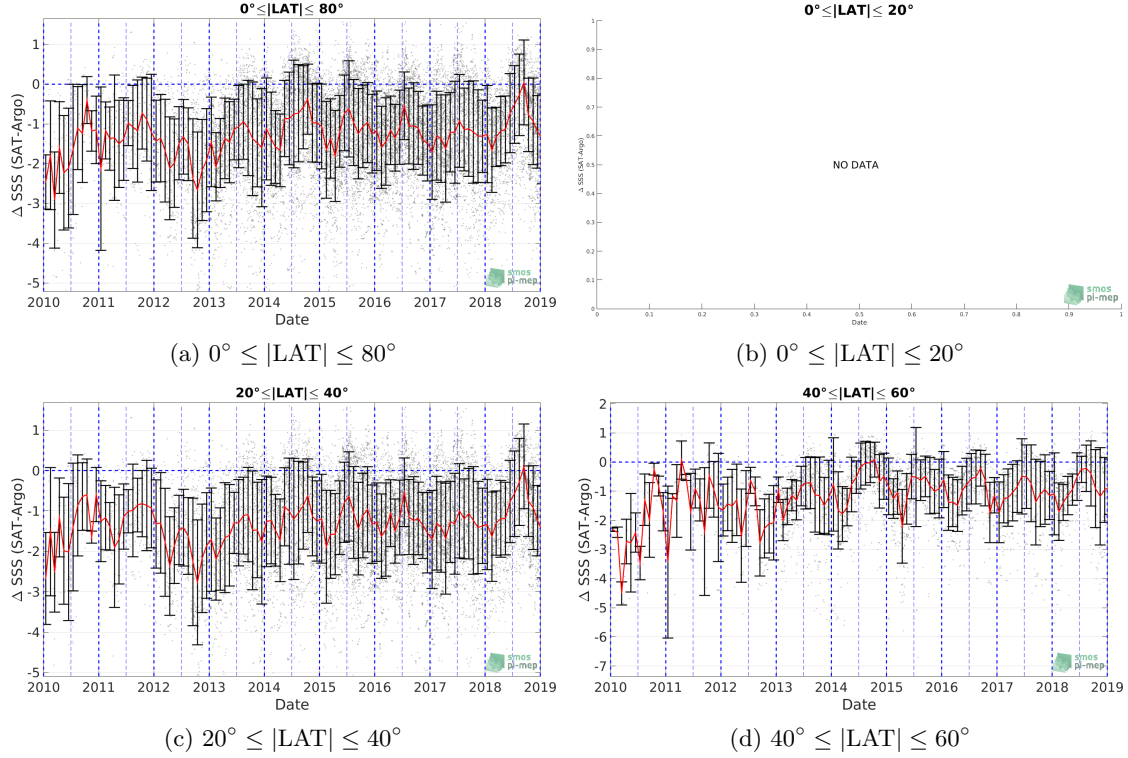 0°≤|LAT|≤ 80°
Δ SSS (SAT-Argo)
1
0
-1
-2
-3
-4
-5
2010 2011 2012 2013 2014 2015 2016 2017 2018 2019
Date
smos
pi-mep
(a) 0° ≤ |LAT| ≤ 80°
0°≤|LAT|≤ 20°
Δ SSS (SAT-Argo)
1
0.9
0.8
0.7
0.6
0.5
0.4
0.3
0.2
0.1
0
NO DATA
0 0.1 0.2 0.3 0.4 0.5 0.6 0.7 0.8 0.9 1
Date
smos
pi-mep
(b) 0° ≤ |LAT| ≤ 20°
20°≤|LAT|≤ 40°
Δ SSS (SAT-Argo)
1
0
-1
-2
-3
-4
-5
2010 2011 2012 2013 2014 2015 2016 2017 2018 2019
Date
smos
pi-mep
(c) 20° ≤ |LAT| ≤ 40°
40°≤|LAT|≤ 60°
Δ SSS (SAT-Argo)
2
1
0
-1
-2
-3
-4
-5
-6
-7
2010 2011 2012 2013 2014 2015 2016 2017 2018 2019
Date
smos
pi-mep
(d) 40° ≤ |LAT| ≤ 60°